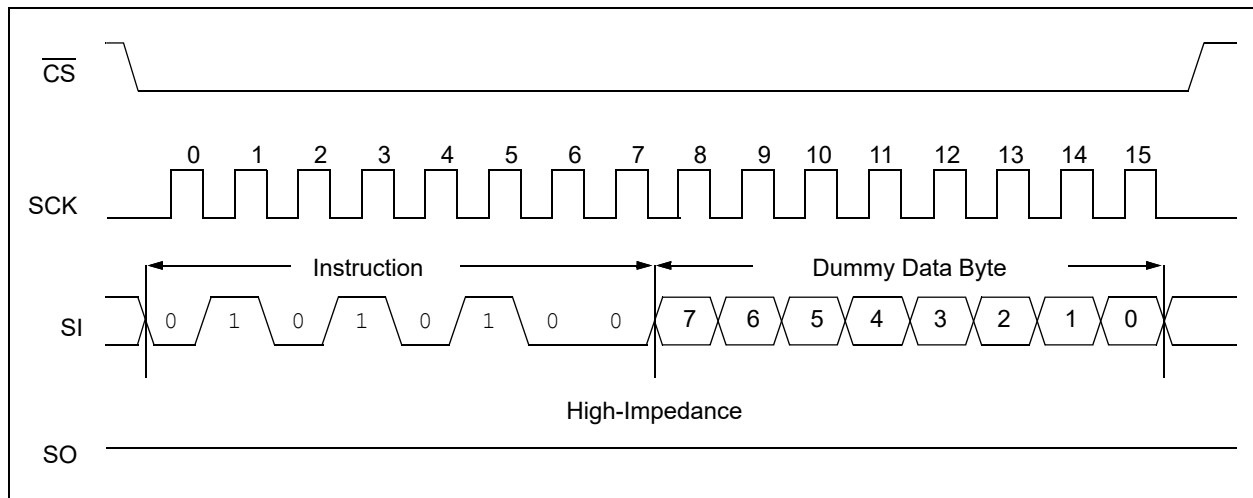 CS
0 1 2 3 4 5 6 7 8 9 10 11 12 13 14 15
SCK
Instruction Dummy Data Byte
SI 0 1 0 1 0 1 0 0 7 6 5 4 3 2 1 0
High-Impedance
SO